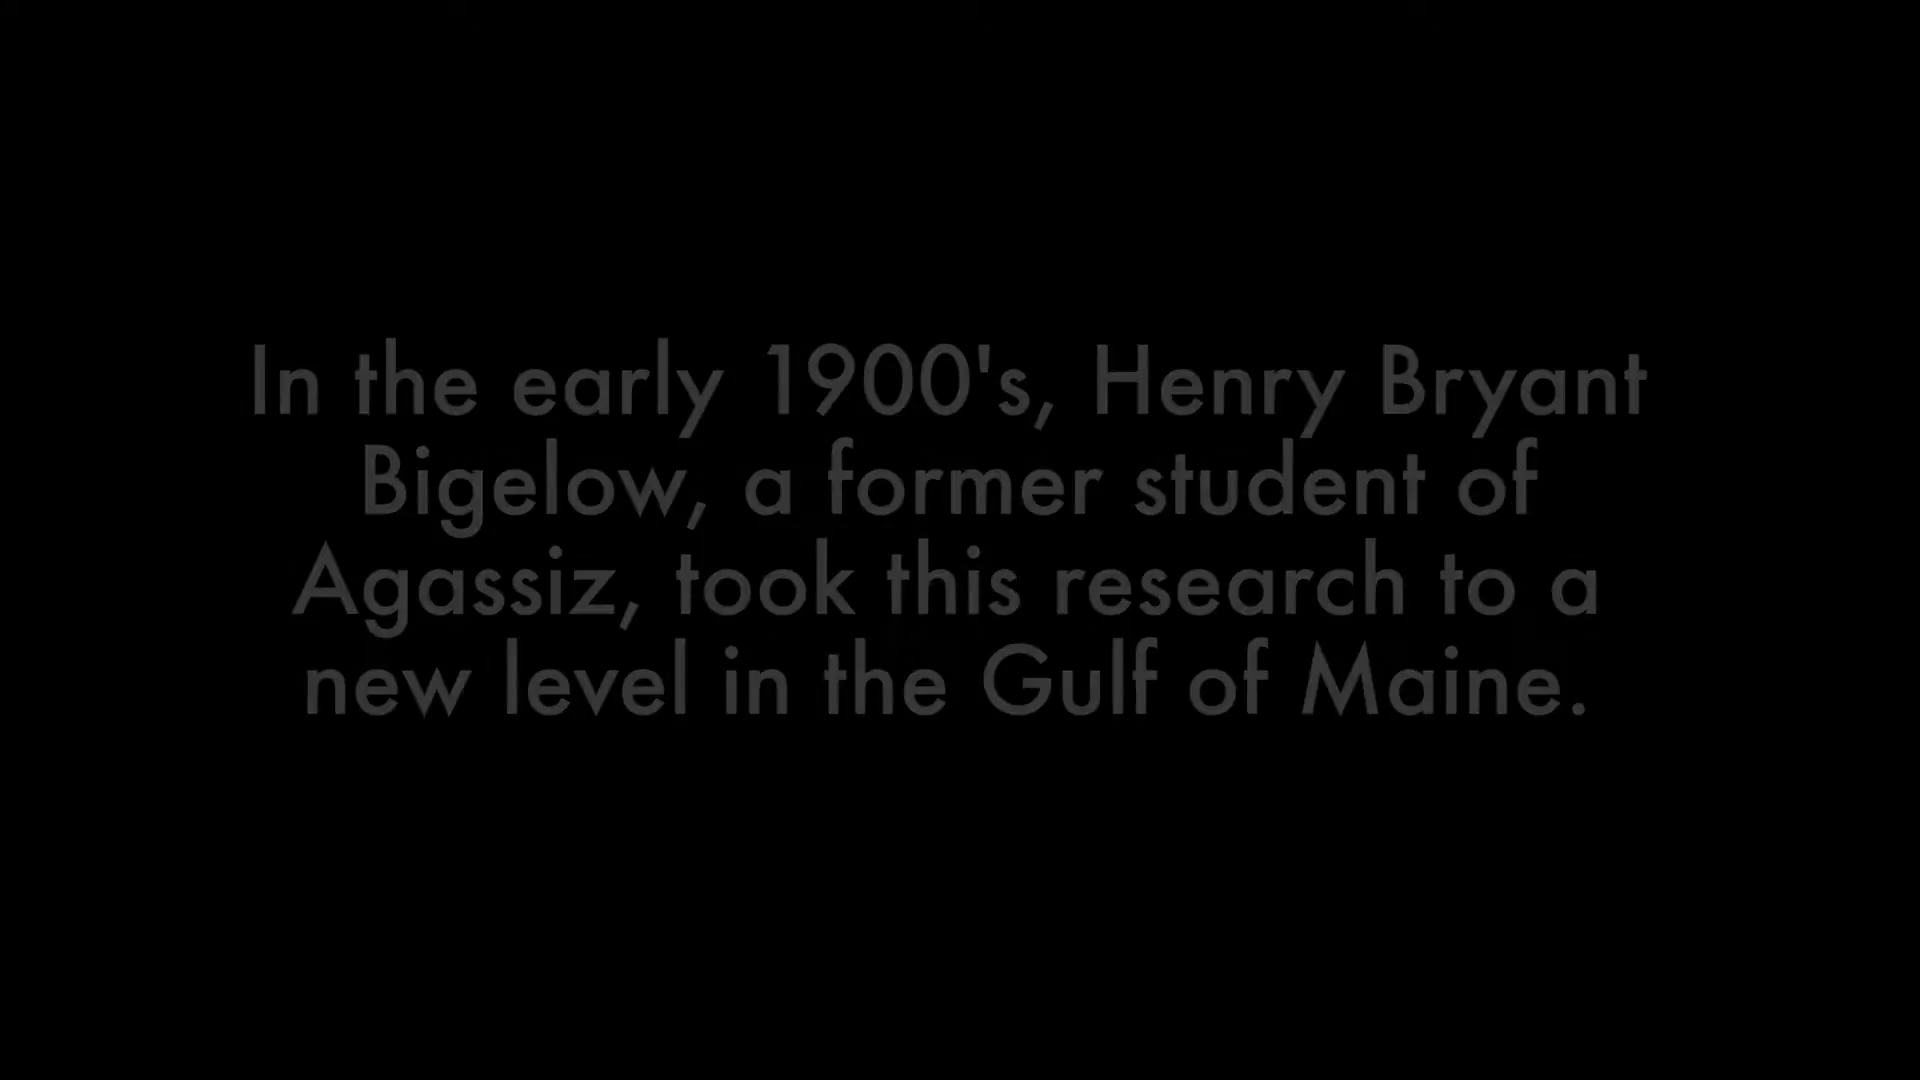 In the early 1900's, Henry Bryant
Bigelow, a former student of
Agassiz, took this research to a
new level in the Gulf of Maine.